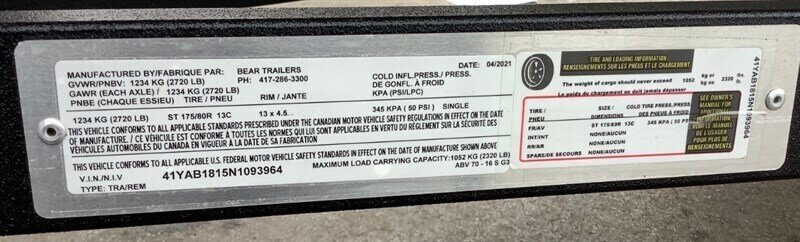 MANUFACTURED BY/FABRIQUE PAR: BEAR TRAILERS DATE: 04/2021
GVWR/PNBV: 1234 KG (2720 LB) PH: 417-286-3300
GAWR (EACH AXLE) / COLD INFL.PRESS./ PRESS.
PNBE (CHAQUE ESSIEU) TIRE / PNEU RIM / JANTE DE GONFL. A FROID
KPA (PSI/LPC)
1234 KG (2720 LB) ST 175/80R 13C 13 x 4.5 345 KPA ( 50 PSI ) SINGLE
THIS VEHICLE CONFORMS TO ALL APPLICABLE STANDARDS PRESCRIBED UNDER THE CANADIAN MOTOR VEHICLE SAFETY REGULATIONS IN EFFECT ON THE DATE
OF MANUFACTURE. / CE VÉHICULE EST CONFORME À TOUTES LES NORMES QUI LUI SONT APPLICABLES EN VERTU DU RÈGLEMENT SUR LA SÉCURITÉ DES
VÉHICULES AUTOMOBILES DU CANADA EN VIGUEUR À LA DATE DE SA FABRICATION
THIS VEHICLE CONFORMS TO ALL APPLICABLE U.S. FEDERAL MOTOR VEHICLE SAFETY STANDARDS IN EFFECT ON THE DATE OF MANUFACTURE SHOWN ABOVE
MAXIMUM LOAD CARRYING CAPACITY:1052 KG (2320 LB)
V.I.N./N.I.V 41YAB1815N1093964 ABV 70 - 16 S G3
TYPE: TRA/REM
TIRE AND LOADING INFORMATION
RENSEIGNEMENTS SUR LES PNEUS ET LE CHARGEMENT
The weight of cargo should never exceed 1052 kg or 2320 lbs.
Le poids du chargement ne doit jamais dépasser kg ou lb.
TIRE / SIZE / COLD TIRE PRESS./PRESS.
PNEU DIMENSIONS DES PNEUS A FROID
FR/AV ST 175/80R 13C 345 KPA ( 50 PSI
INT/INT NONE/AUCUN
RR/AR NONE/AUCUN
SPARE/DE SECOURS NONE/AUCUN
SEE OWNER'S
MANUAL FOR
ADDITIONAL
INFORMATION
VOIR LE MANUEL
DE L'USAGER
POUR PLUS DE
RENSEIGNEMENTS
41YAB1815N1093964